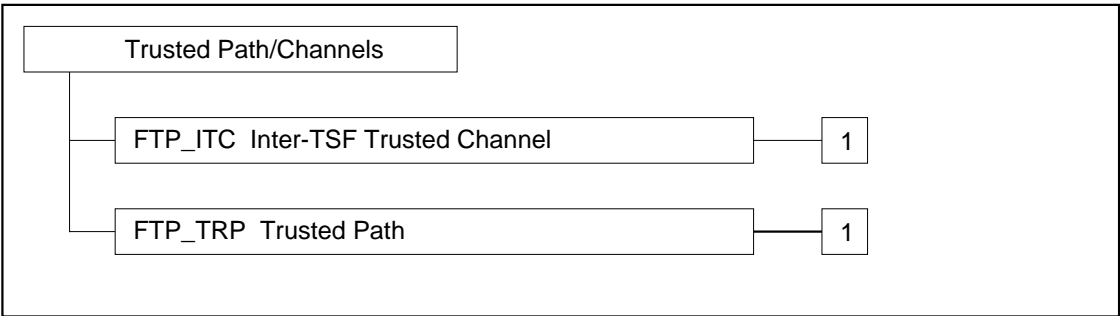 Trusted Path/Channels
FTP_ITC Inter-TSF Trusted Channel 1
FTP_TRP Trusted Path 1